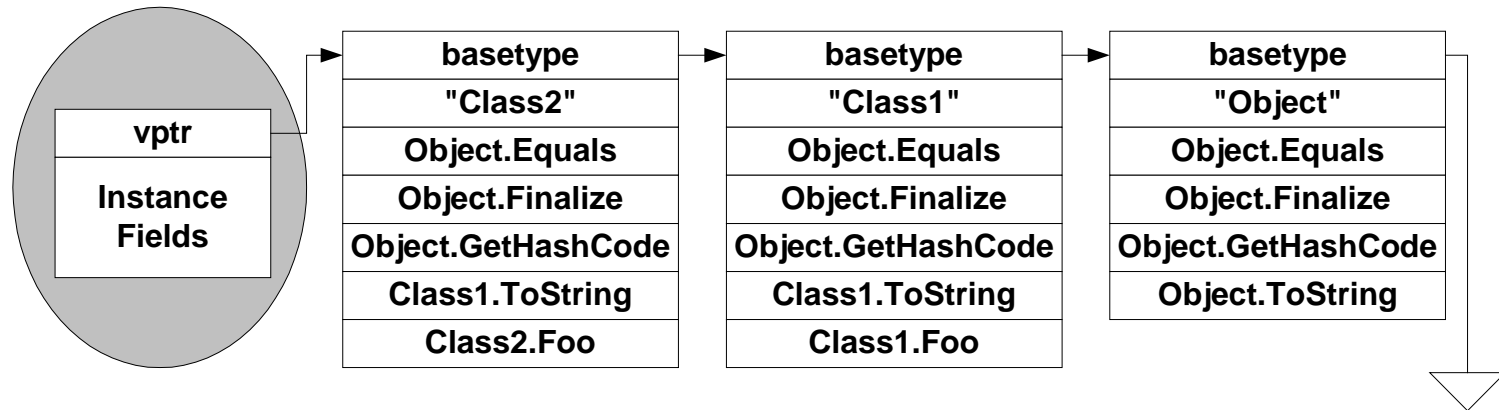 vptr
Instance
Fields
basetype
"Class2"
Object.Equals
Object.Finalize
Object.GetHashCode
Class1.ToString
Class2.Foo
basetype
"Class1"
Object.Equals
Object.Finalize
Object.GetHashCode
Class1.ToString
Class1.Foo
basetype
"Object"
Object.Equals
Object.Finalize
Object.GetHashCode
Object.ToString